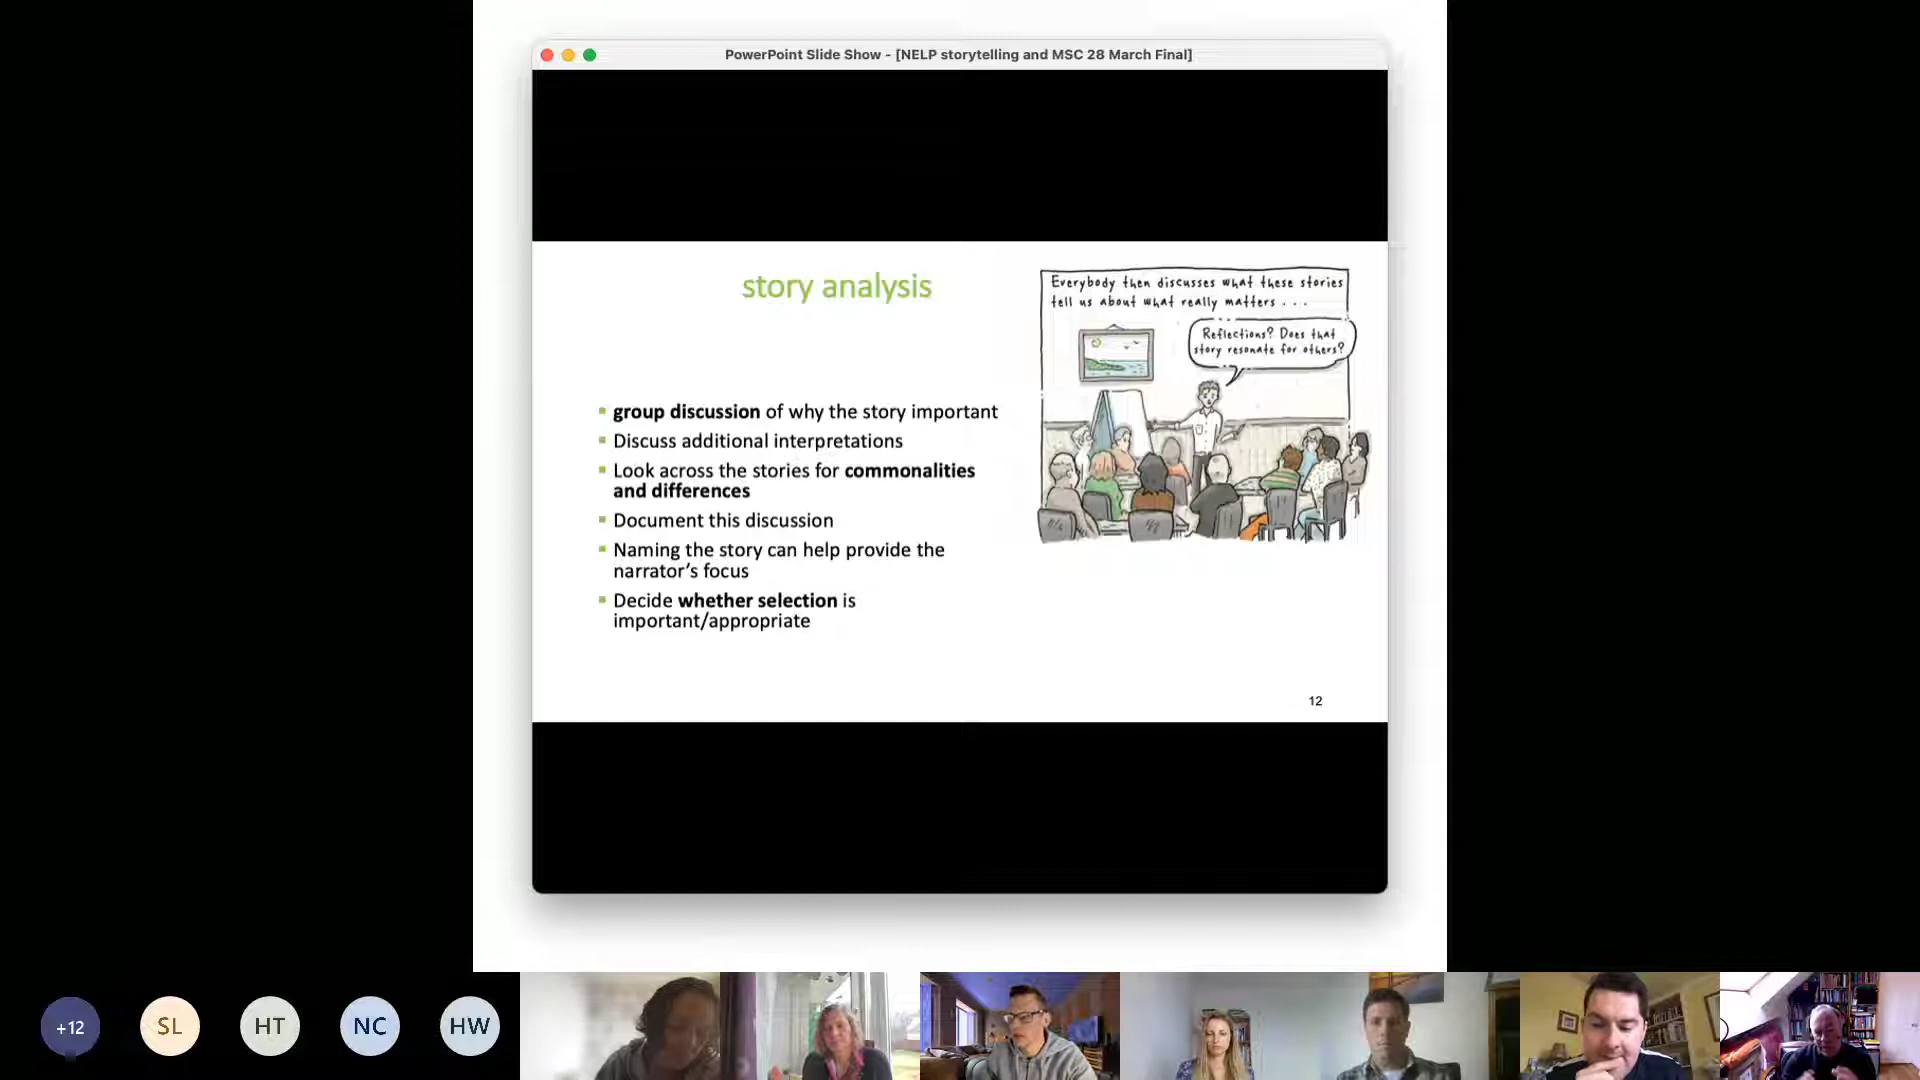 PowerPoint Slide Show - [NELP storytelling and MSC 28 March Final]
story analysis
group discussion of why the story important
Discuss additional interpretations
Look across the stories for commonalities
and differences
Document this discussion
Naming the story can help provide the
narrator's focus
Decide whether selection is
important/appropriate
Everybody then discusses what these stories
tell us about what really matters . . .
Reflections? Does that
story resonate for others?
12
+12
SL
HT
NC
HW